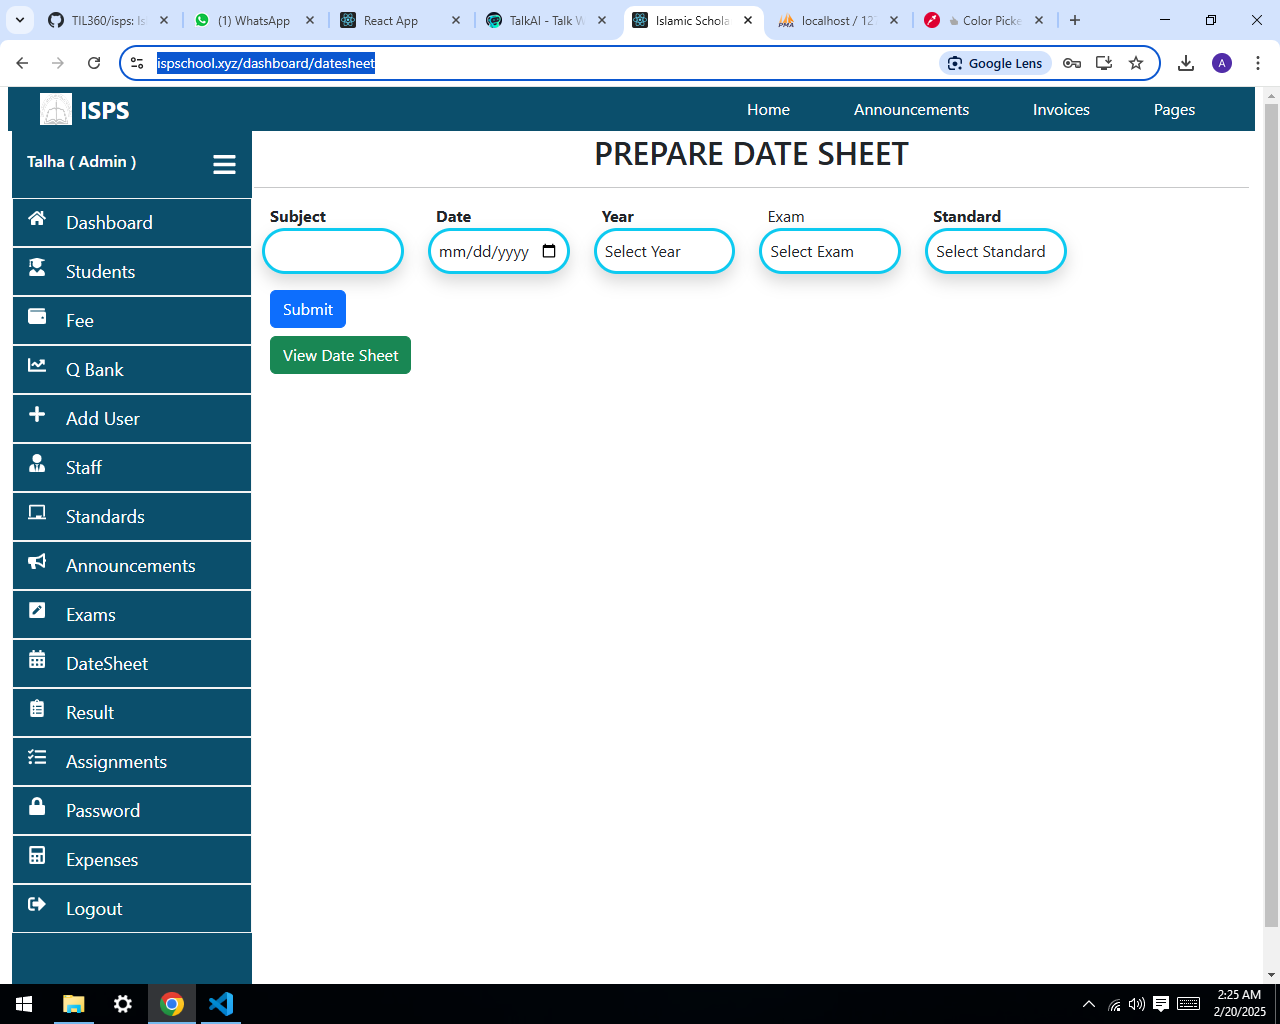 TIL360/isps: Isl
(1) WhatsApp
React App
TalkAI - Talk W
Islamic Schola
localhost / 127
Color Picke
ispschool.xyz/dashboard/datesheet
Google Lens
A
ISPS
Home
Announcements
Invoices
Pages
Talha ( Admin )
PREPARE DATE SHEET
Dashboard
Students
Fee
Q Bank
Add User
Staff
Standards
Announcements
Exams
DateSheet
Result
Assignments
Password
Expenses
Logout
Subject
Date
Year
Exam
Standard
mm/dd/yyyy
Select Year
Select Exam
Select Standard
Submit
View Date Sheet
2:25 AM
2/20/2025